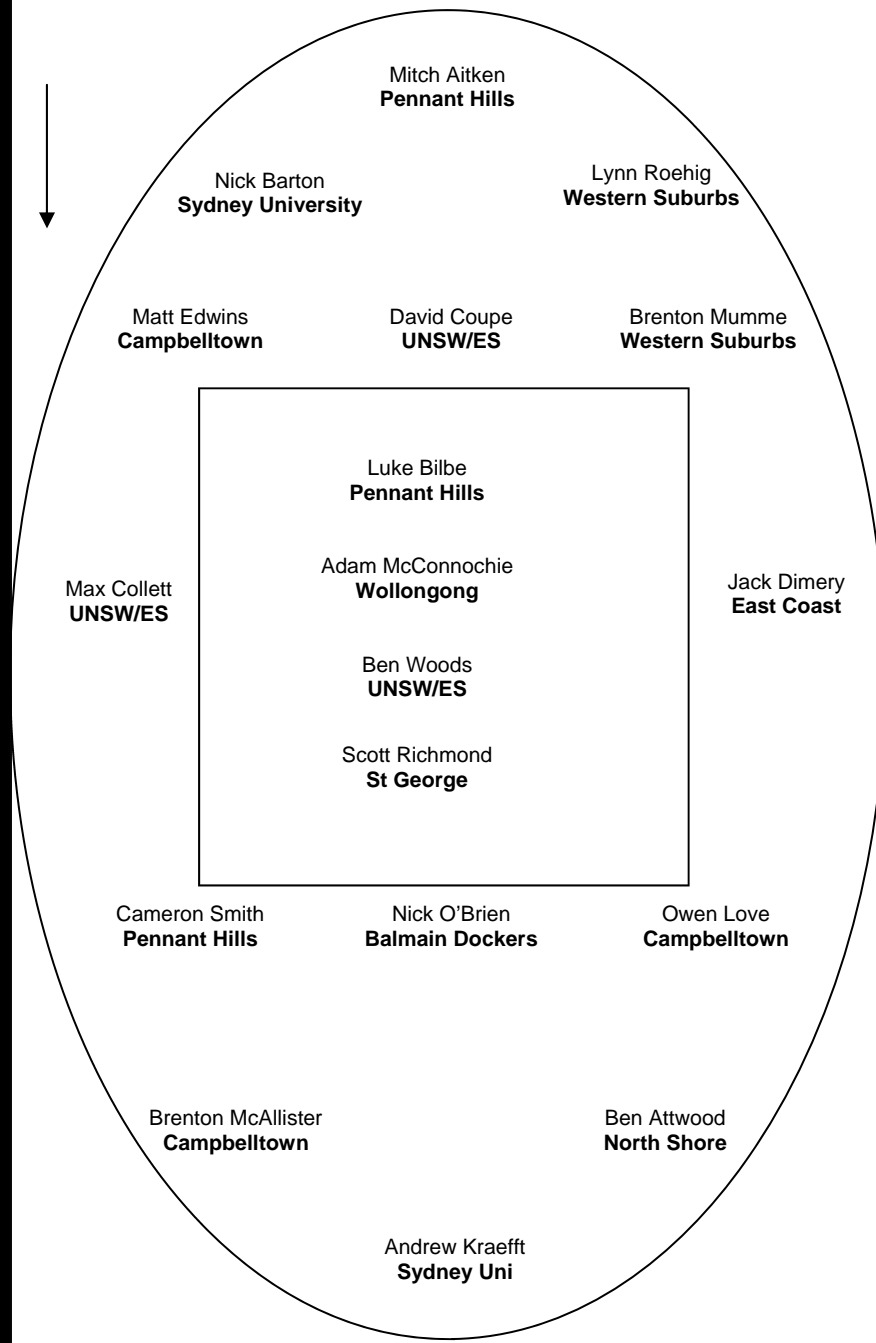 Mitch Aitken
Pennant Hills
Nick Barton
Sydney University
Lynn Roehig
Western Suburbs
Matt Edwins
Campbelltown
David Coupe
UNSW/ES
Brenton Mumme
Western Suburbs
Luke Bilbe
Pennant Hills
Max Collett
UNSW/ES
Adam McConnochie
Wollongong
Jack Dimery
East Coast
Ben Woods
UNSW/ES
Scott Richmond
St George
Cameron Smith
Pennant Hills
Nick O’Brien
Balmain Dockers
Owen Love
Campbelltown
Brenton McAllister
Campbelltown
Ben Attwood
North Shore
Andrew Kraefft
Sydney Uni